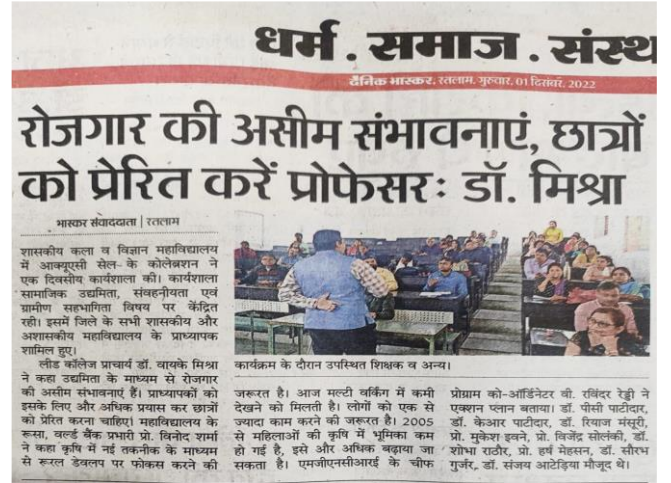 धर्म . समाज . संस्थ
दैनिक भास्कर, रतलाम, गुरुवार, 01 दिसंबर, 2022
रोजगार की असीम संभावनाएं, छात्रों
को प्रेरित करें प्रोफेसर: डॉ. मिश्रा
भास्कर संवाददाता | रतलाम
शासकीय कला व विज्ञान महाविद्यालय
में आक्यूएसी सेल के कोलेब्रशन ने
एक दिवसीय कार्यशाला की। कार्यशाला
सामाजिक उद्यमिता, संवहनीयता एवं
ग्रामीण सहभागिता विषय पर केंद्रित
रही। इसमें जिले के सभी शासकीय और
अशासकीय महाविद्यालय के प्राध्यापक
शामिल हुए।
लीड कॉलेज प्राचार्य डॉ. वायके मिश्रा
ने कहा उद्यमिता के माध्यम से रोजगार
की असीम संभावनाएं हैं। प्राध्यापकों को
इसके लिए और अधिक प्रयास कर छात्रों
को प्रेरित करना चाहिए। महाविद्यालय के
रूसा, वर्ल्ड बैंक प्रभारी प्रो. विनोद शर्मा
ने कहा कृषि में नई तकनीक के माध्यम
से रूरल डेवलप पर फोकस करने की
कार्यक्रम के दौरान उपस्थित शिक्षक व अन्य।
जरूरत है। आज मल्टी वर्किंग में कमी
देखने को मिलती है। लोगों को एक से
ज्यादा काम करने की जरूरत है। 2005
से महिलाओं की कृषि में भूमिका कम
हो गई है, इसे और अधिक बढ़ाया जा
सकता है। एमजीएनसीआरई के चीफ
प्रोग्राम को-ऑर्डिनेटर बी. रविंदर रेड्डी ने
एक्शन प्लान बताया। डॉ. पीसी पाटीदार,
डॉ. केआर पाटीदार, डॉ. रियाज मंसूरी,
प्रो. मुकेश इवने, प्रो. विजेंद्र सोलंकी, डॉ.
शोभा राठौर, प्रो. हर्ष मेहसन, डॉ. सौरभ
गुर्जर, डॉ. संजय आटेड़िया मौजूद थे।